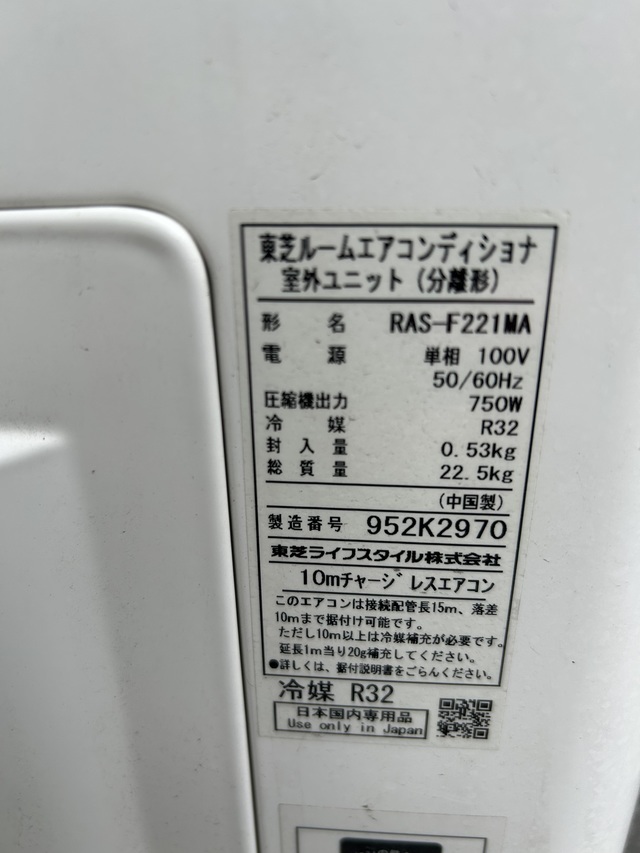 東芝ルームエアコンディショナ
室外ユニット（分離形）
形名 RAS-F221MA
電源 単相 100V
50/60Hz
圧縮機出力 750W
冷媒 R32
封入量 0.53kg
総質量 22.5kg
（中国製）
製造番号 952K2970
東芝ライフスタイル株式会社
10mチャージレスエアコン
このエアコンは接続配管長15m、落差
10mまで据付け可能です。
ただし10m以上は冷媒補充が必要です。
延長1m当り20g補充してください。
●詳しくは、据付説明書をごらんください。
冷媒 R32
日本国内専用品
Use only in Japan